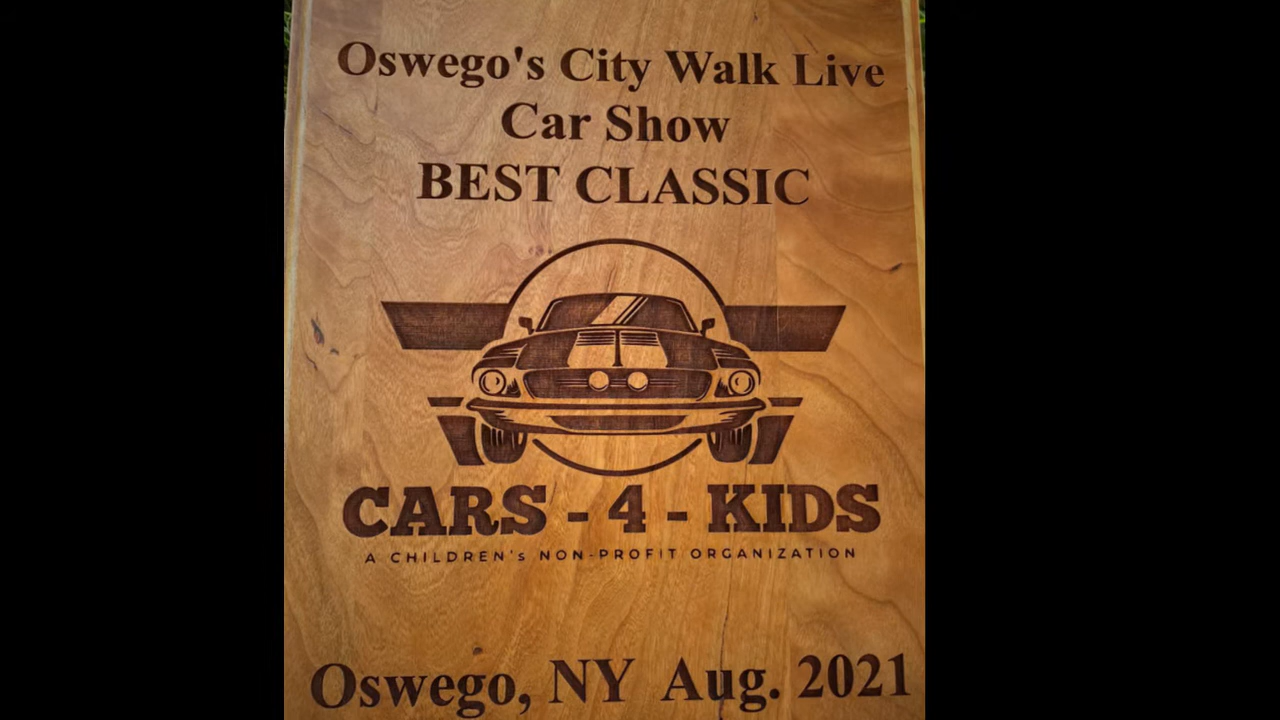 Oswego's City Walk Live
Car Show
BEST CLASSIC
CARS - 4 - KIDS
A CHILDREN's NON-PROFIT ORGANIZATION
Oswego, NY Aug. 2021